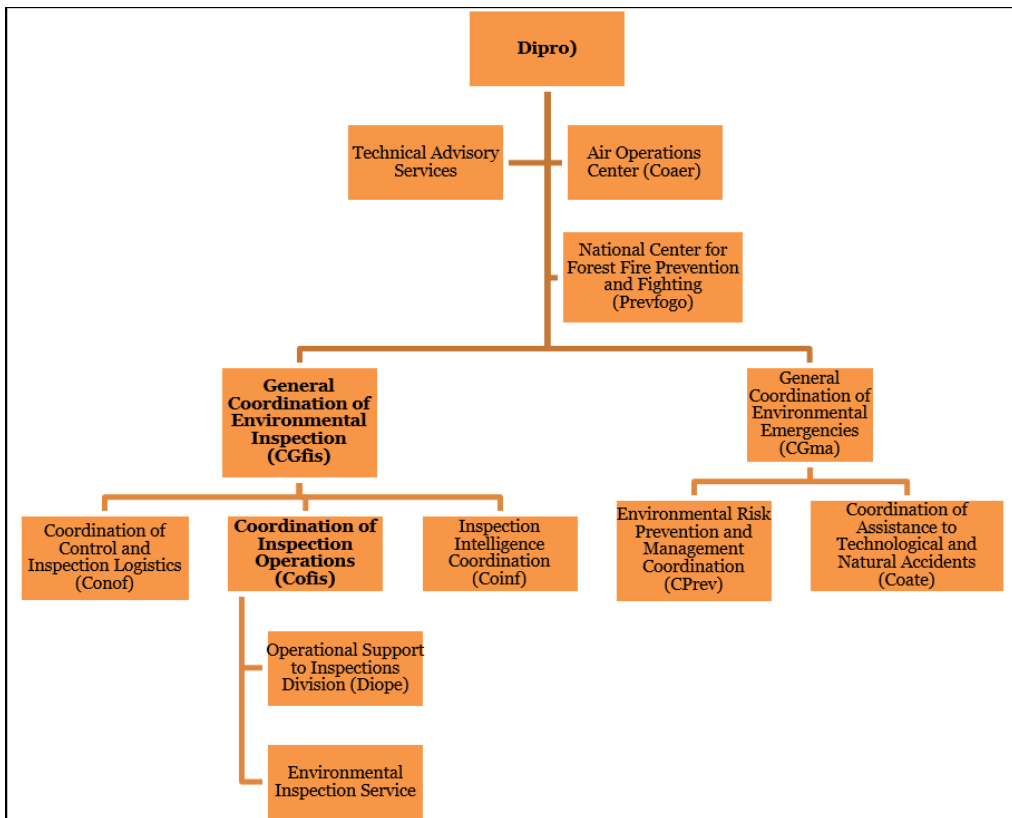 Dipro)
Technical Advisory
Services
Air Operations
Center (Coaer)
National Center for
Forest Fire Prevention
and Fighting
(Prevfogo)
General
Coordination of
Environmental
Inspection
(CGfis)
General
Coordination of
Environmental
Emergencies
(CGma)
Coordination of
Control and
Inspection Logistics
(Conof)
Coordination of
Inspection
Operations
(Cofis)
Inspection
Intelligence
Coordination
(Coinf)
Environmental Risk
Prevention and
Management
Coordination
(CPrev)
Coordination of
Assistance to
Technological and
Natural Accidents
(Coate)
Operational Support
to Inspections
Division (Diope)
Environmental
Inspection Service